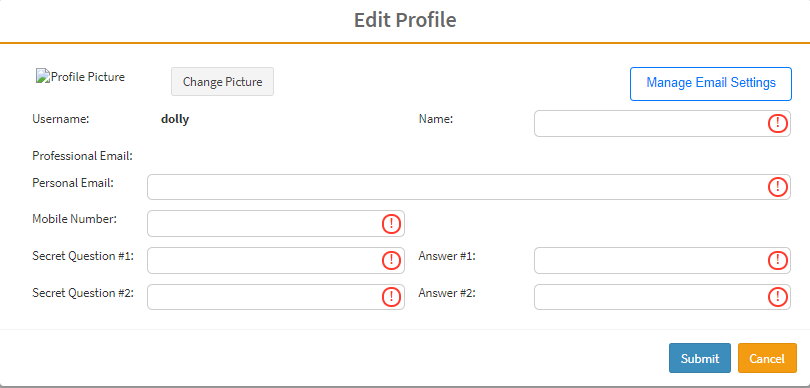 Edit Profile
Profile Picture
Change Picture
Manage Email Settings
Username:
dolly
Name:
Professional Email:
Personal Email:
Mobile Number:
Secret Question #1:
Answer #1:
Secret Question #2:
Answer #2:
Submit
Cancel